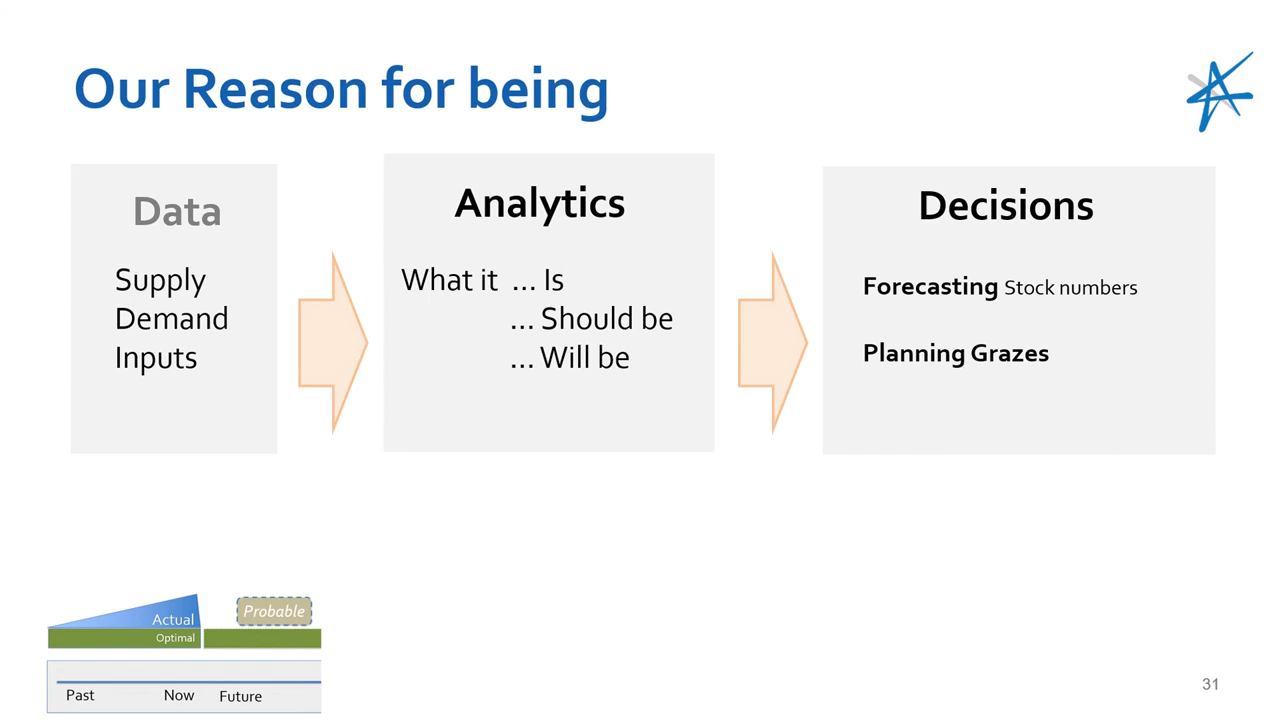 Our Reason for being
Data
Supply
Demand
Inputs
Analytics
What it ... Is
... Should be
... Will be
Decisions
Forecasting Stock numbers
Planning Grazes
Actual
Optimal
Probable
Past Now Future
31